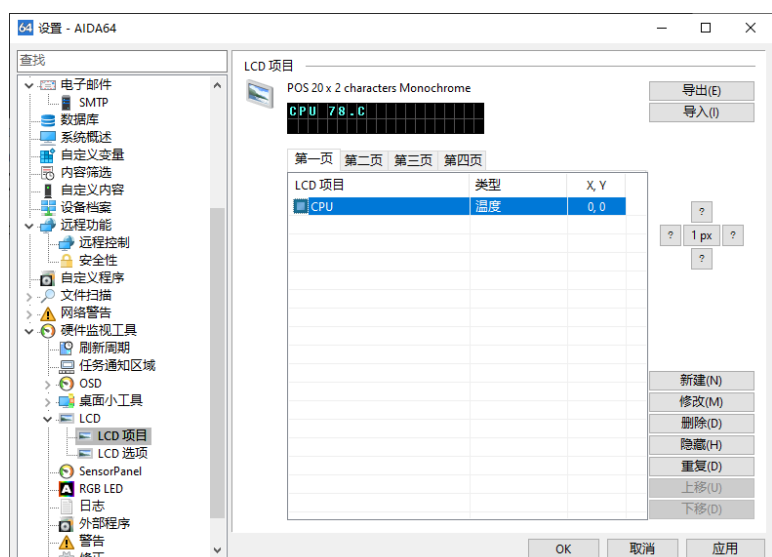 64 设置 - AIDA64
查找
电子邮件
SMTP
数据库
系统概述
自定义变量
内容筛选
自定义内容
设备档案
远程功能
远程控制
安全性
自定义程序
文件扫描
网络警告
硬件监视工具
刷新周期
任务通知区域
OSD
桌面小工具
LCD
LCD 项目
LCD 选项
SensorPanel
RGB LED
日志
外部程序
警告
修正
LCD 项目
POS 20 x 2 characters Monochrome
CPU 78.C
导出(E)
导入(I)
第一页 第二页 第三页 第四页
LCD 项目 类型 X, Y
CPU 温度 0, 0
?
? 1 px ?
?
新建(N)
修改(M)
删除(D)
隐藏(H)
重复(D)
上移(U)
下移(D)
OK 取消 应用